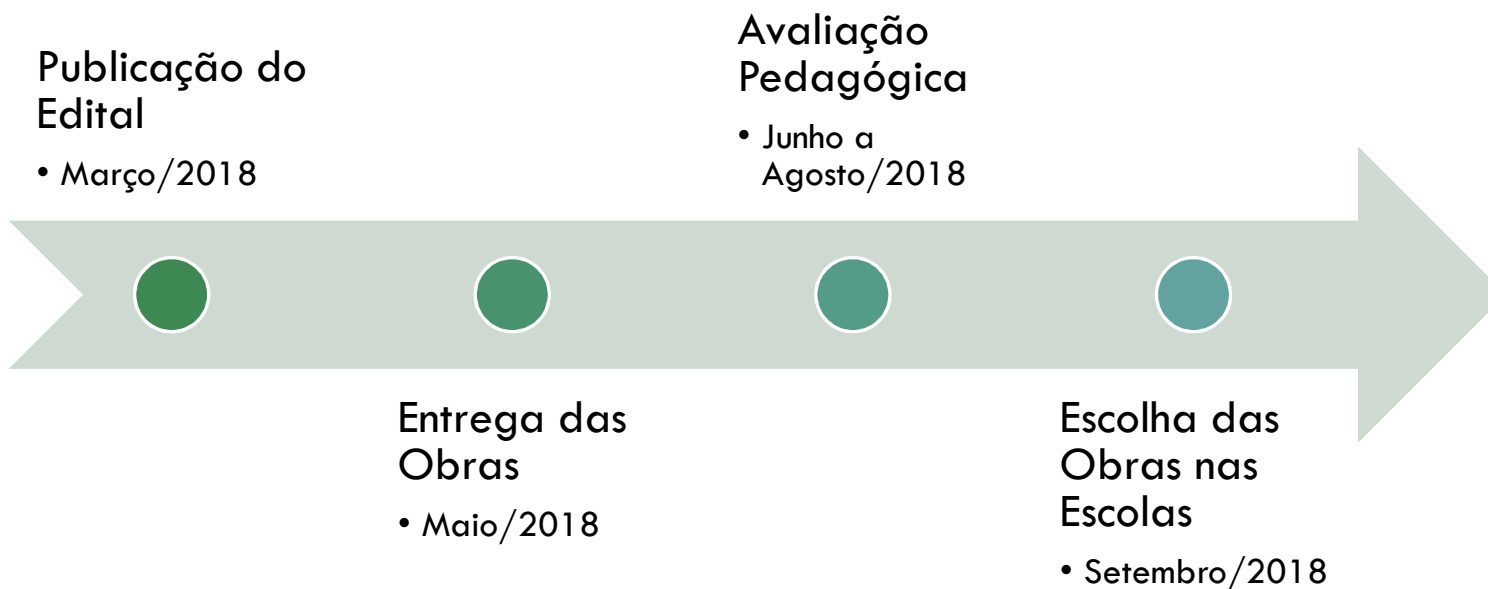 Publicação do
Edital
• Março/2018
Entrega das
Obras
• Maio/2018
Avaliação
Pedagógica
• Junho a
Agosto/2018
Escolha das
Obras nas
Escolas
• Setembro/2018